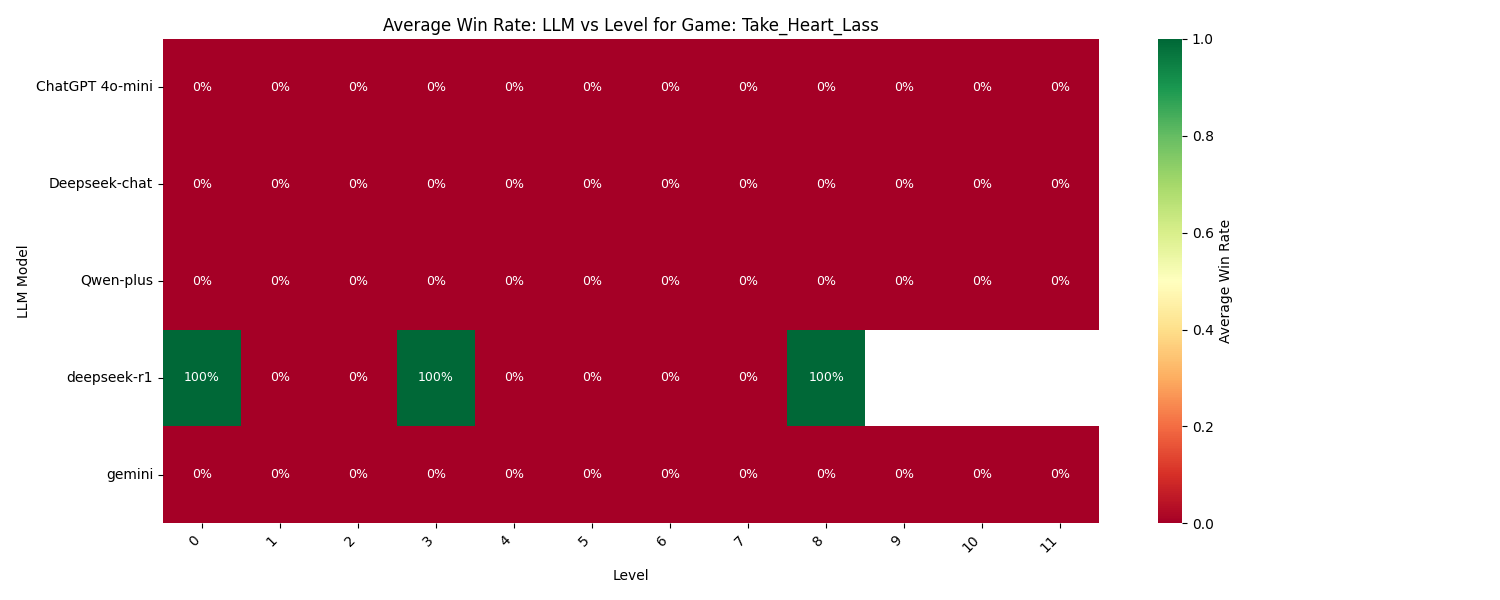 Average Win Rate: LLM vs Level for Game: Take_Heart_Lass
LLM Model
ChatGPT 4o-mini 0% 0% 0% 0% 0% 0% 0% 0% 0% 0% 0% 0%
Deepseek-chat 0% 0% 0% 0% 0% 0% 0% 0% 0% 0% 0% 0%
Qwen-plus 0% 0% 0% 0% 0% 0% 0% 0% 0% 0% 0% 0%
deepseek-r1 100% 0% 0% 100% 0% 0% 0% 0% 100%
gemini 0% 0% 0% 0% 0% 0% 0% 0% 0% 0% 0% 0%
0 1 2 3 4 5 6 7 8 9 10 11
Level
1.0
0.8
0.6
0.4
0.2
0.0
Average Win Rate